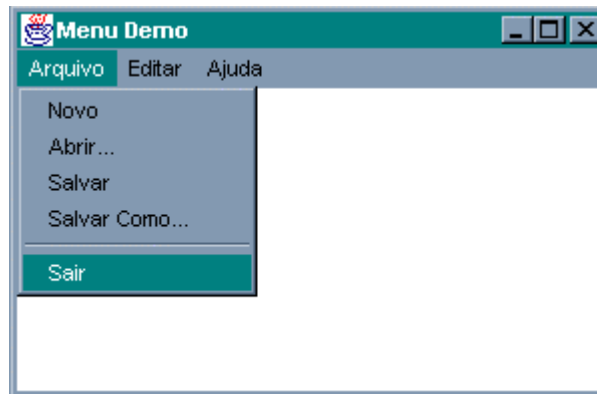 Menu Demo
Arquivo Editar Ajuda
Novo
Abrir...
Salvar
Salvar Como...
Sair